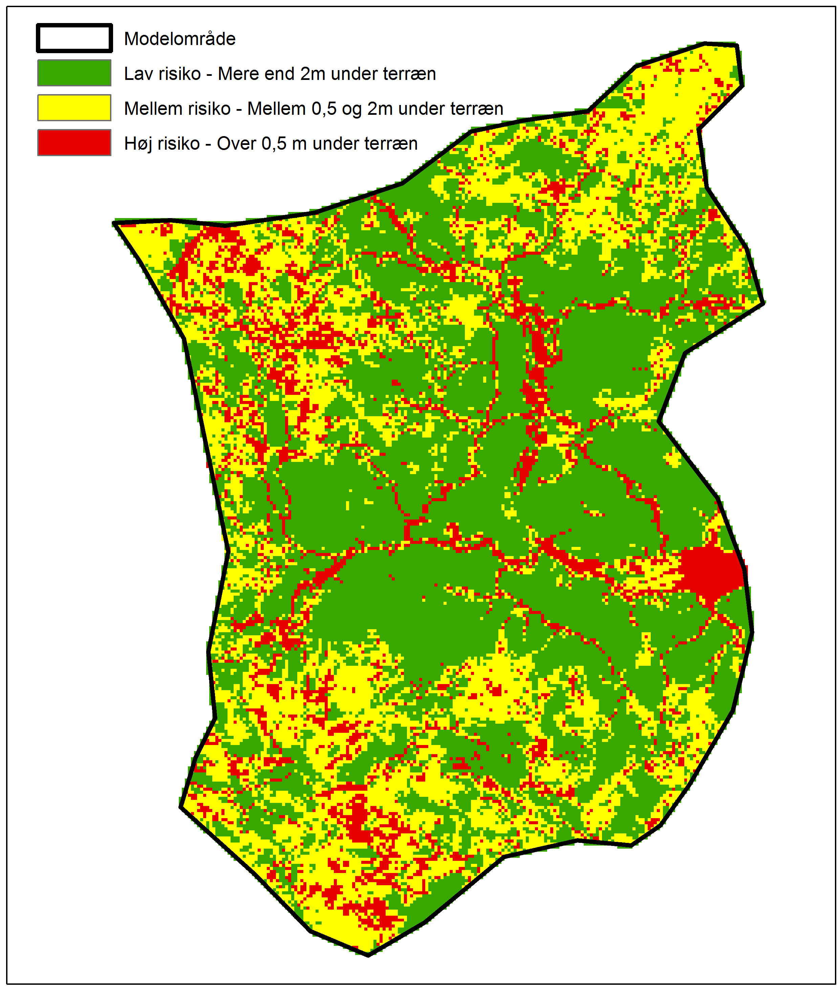 Modelområde
Lav risiko - Mere end 2m under terræn
Mellem risiko - Mellem 0,5 og 2m under terræn
Høj risiko - Over 0,5 m under terræn